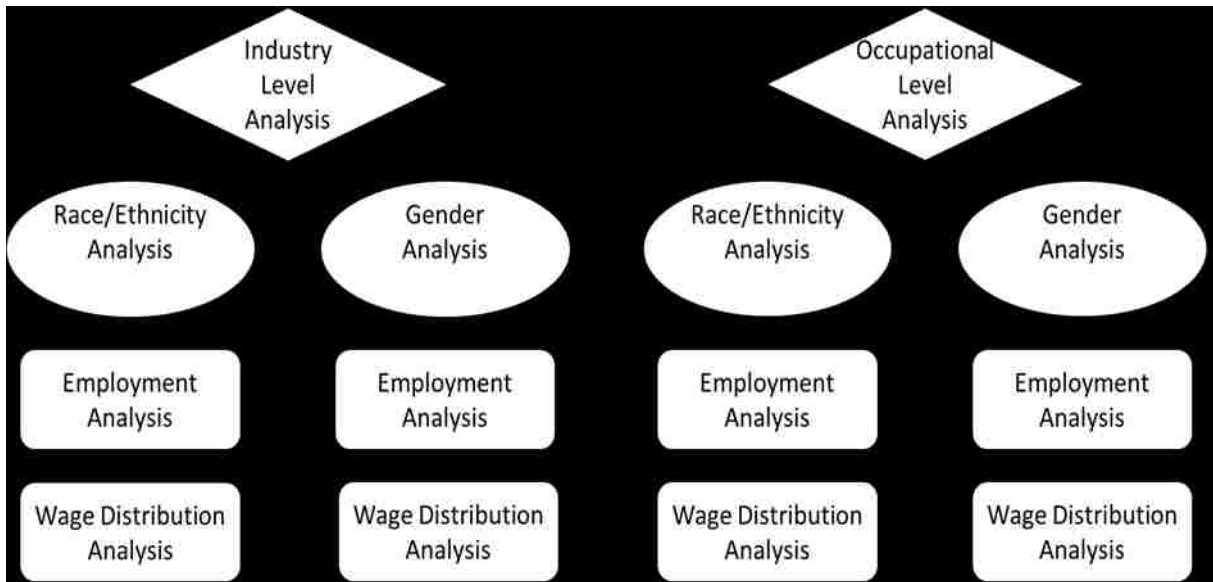 Industry
Level
Analysis
Occupational
Level
Analysis
Race/Ethnicity
Analysis
Gender
Analysis
Race/Ethnicity
Analysis
Gender
Analysis
Employment
Analysis
Employment
Analysis
Employment
Analysis
Employment
Analysis
Wage Distribution
Analysis
Wage Distribution
Analysis
Wage Distribution
Analysis
Wage Distribution
Analysis